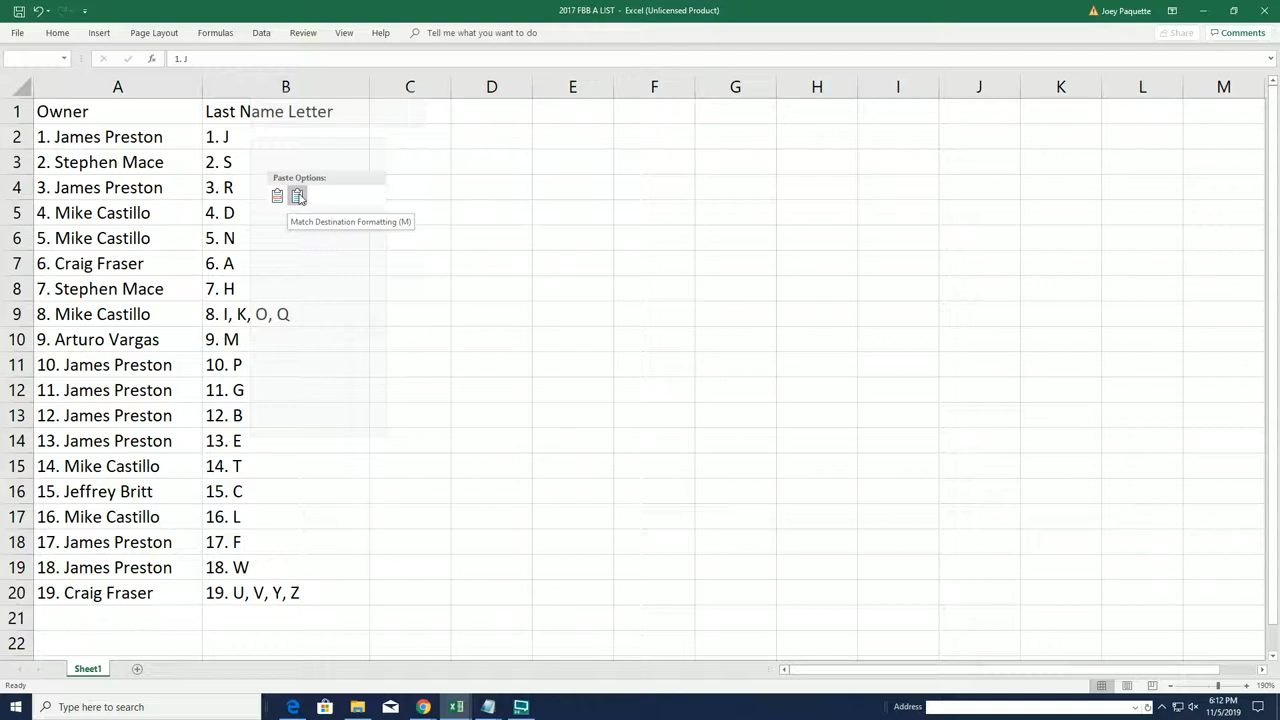 2017 FBB A LIST - Excel (Unlicensed Product)
Joey Paquette
File Home Insert Page Layout Formulas Data Review View Help Tell me what you want to do
Share Comments
fx 1. J
A B C D E F G H I J K L M
1 Owner Last Name Letter
2 1. James Preston 1. J
3 2. Stephen Mace 2. S
Paste Options:
4 3. James Preston 3. R
Match Destination Formatting (M)
5 4. Mike Castillo 4. D
6 5. Mike Castillo 5. N
7 6. Craig Fraser 6. A
8 7. Stephen Mace 7. H
9 8. Mike Castillo 8. I, K, O, Q
10 9. Arturo Vargas 9. M
11 10. James Preston 10. P
12 11. James Preston 11. G
13 12. James Preston 12. B
14 13. James Preston 13. E
15 14. Mike Castillo 14. T
16 15. Jeffrey Britt 15. C
17 16. Mike Castillo 16. L
18 17. James Preston 17. F
19 18. James Preston 18. W
20 19. Craig Fraser 19. U, V, Y, Z
21
22
Sheet1
Ready 190%
Type here to search Address 6:12 PM
11/5/2019